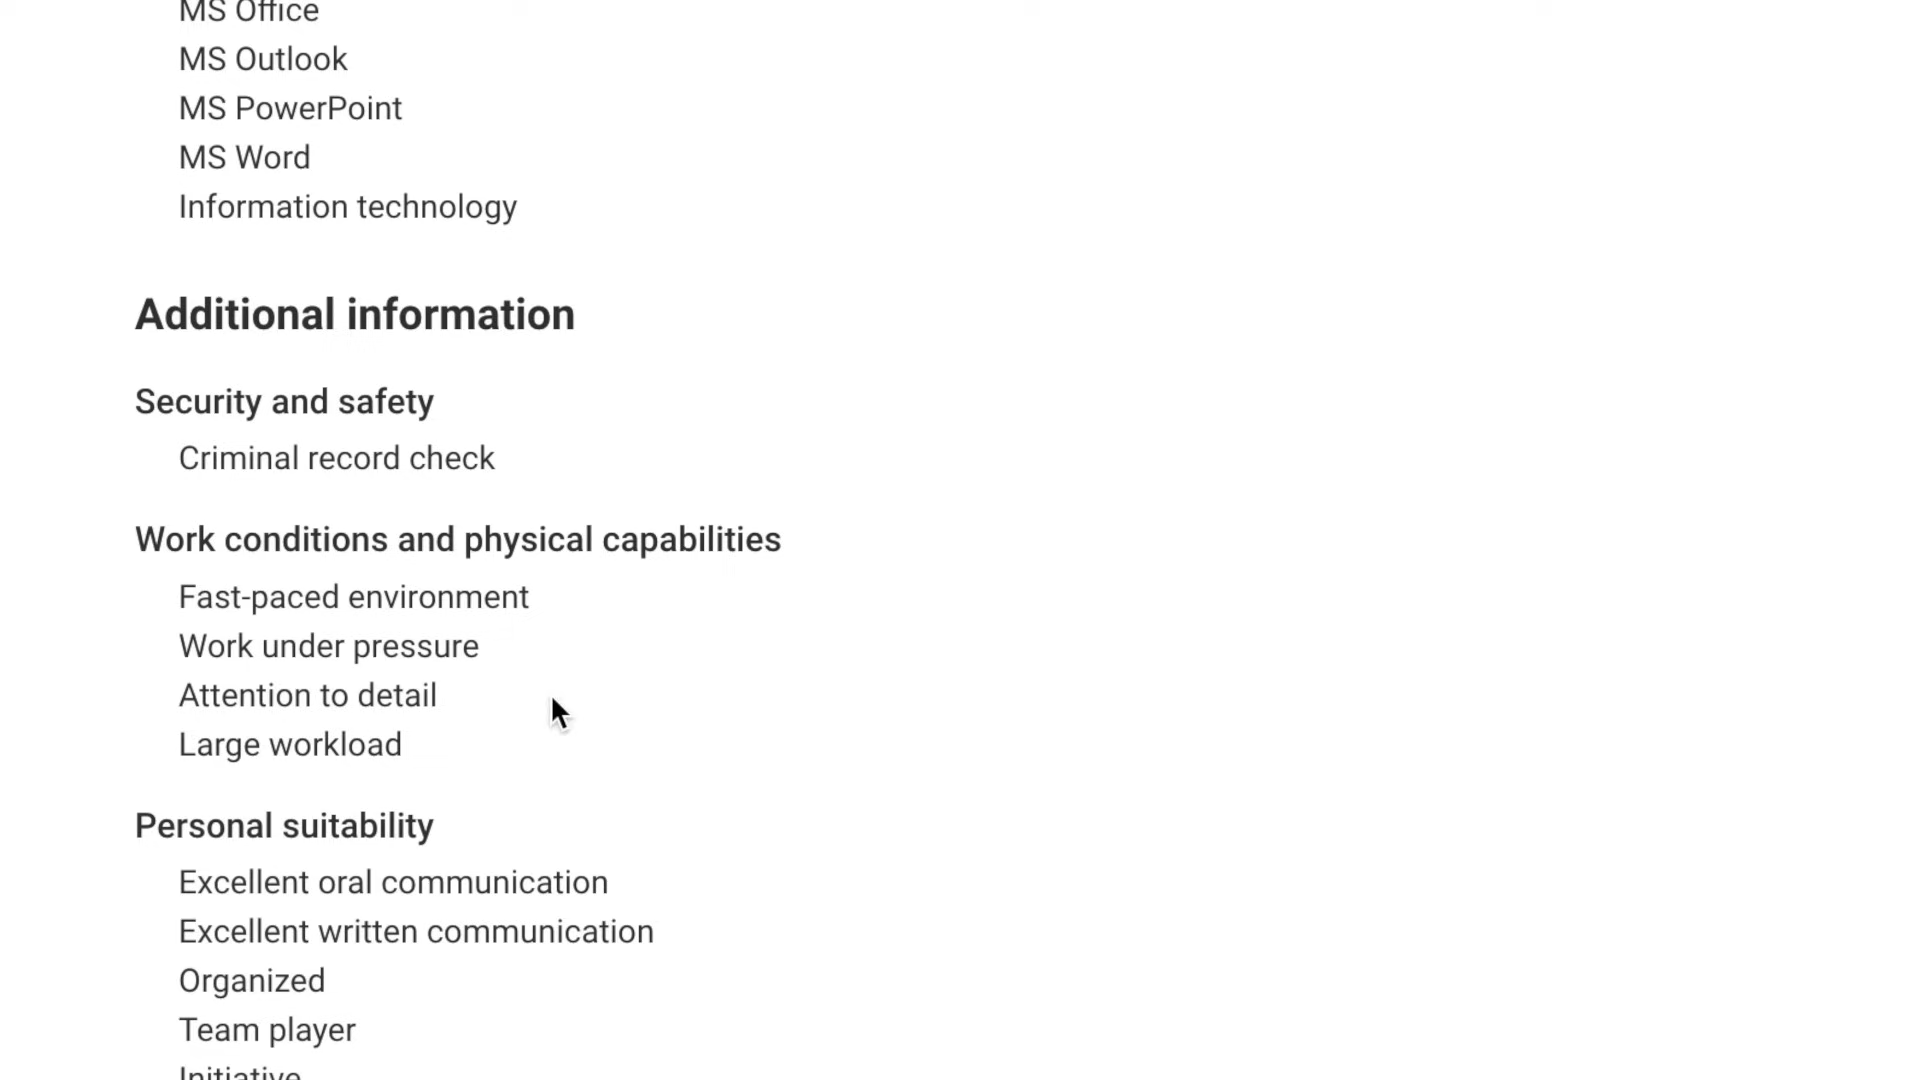 MS Office
MS Outlook
MS PowerPoint
MS Word
Information technology
Additional information
Security and safety
Criminal record check
Work conditions and physical capabilities
Fast-paced environment
Work under pressure
Attention to detail
Large workload
Personal suitability
Excellent oral communication
Excellent written communication
Organized
Team player
Initiative